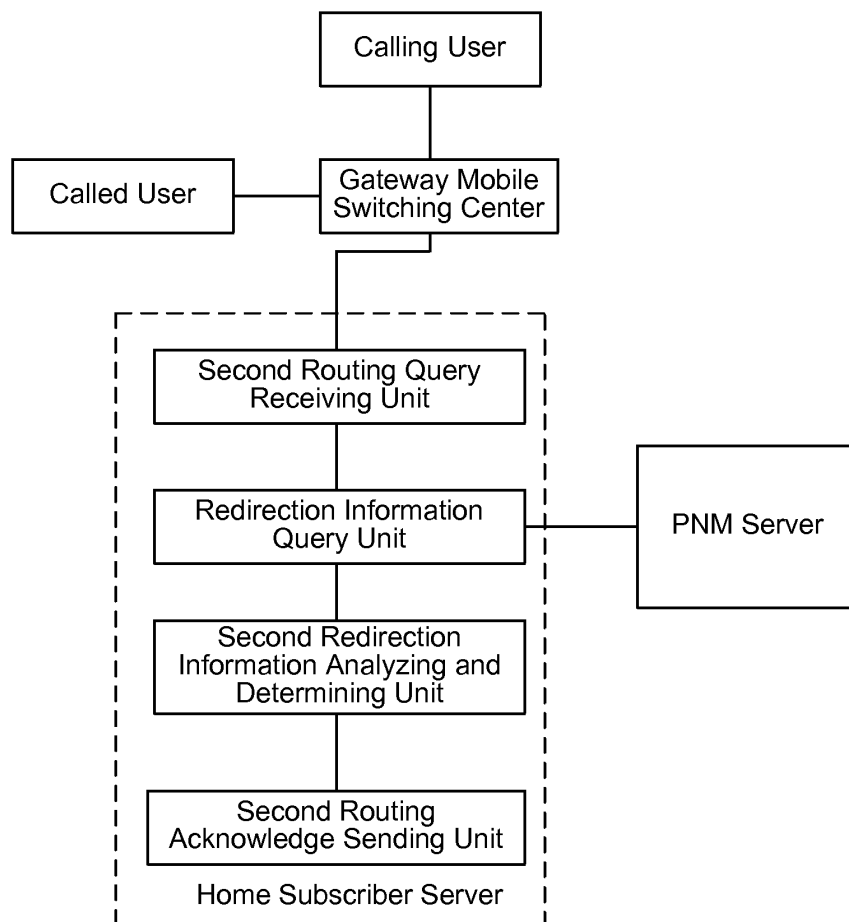 Calling User
Called User
Gateway Mobile
Switching Center
Second Routing Query
Receiving Unit
Redirection Information
Query Unit
PNM Server
Second Redirection
Information Analyzing and
Determining Unit
Second Routing
Acknowledge Sending Unit
Home Subscriber Server